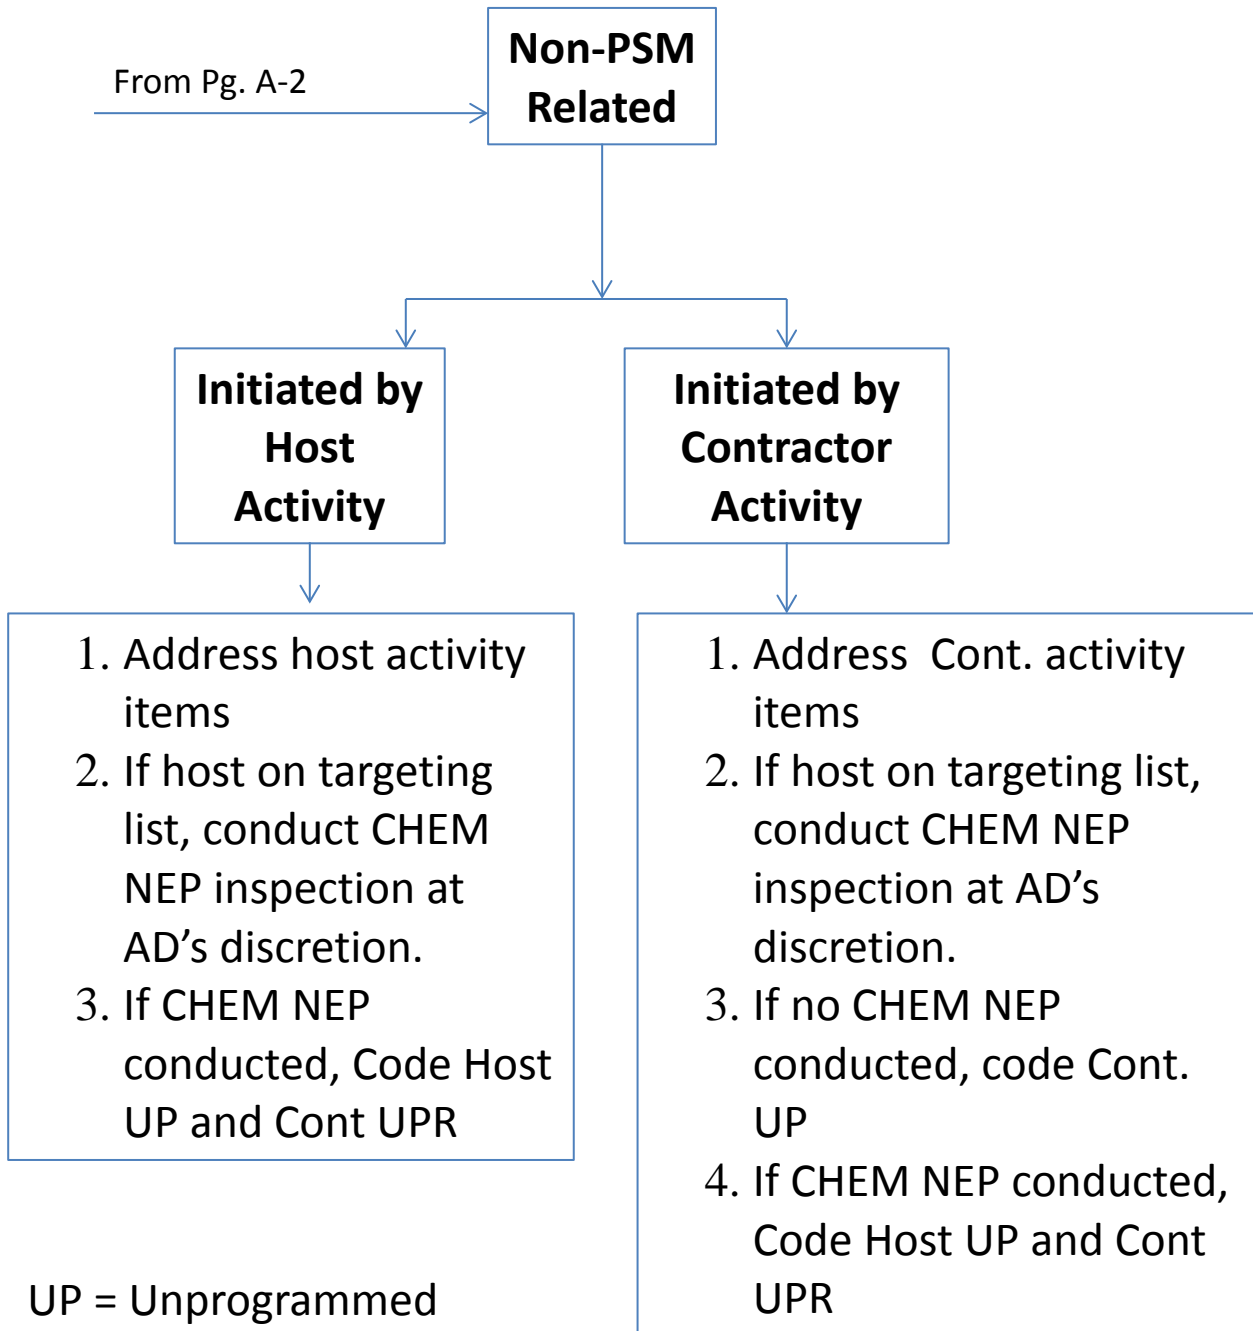 From Pg. A-2
Non-PSM
Related
Initiated by
Host
Activity
Initiated by
Contractor
Activity
1. Address host activity
items
2. If host on targeting
list, conduct CHEM
NEP inspection at
AD’s discretion.
3. If CHEM NEP
conducted, Code Host
UP and Cont UPR
1. Address  Cont. activity
items
2. If host on targeting list,
conduct CHEM NEP
inspection at AD’s
discretion.
3. If no CHEM NEP
conducted, code Cont.
UP
4. If CHEM NEP conducted,
Code Host UP and Cont
UPR
UP = Unprogrammed